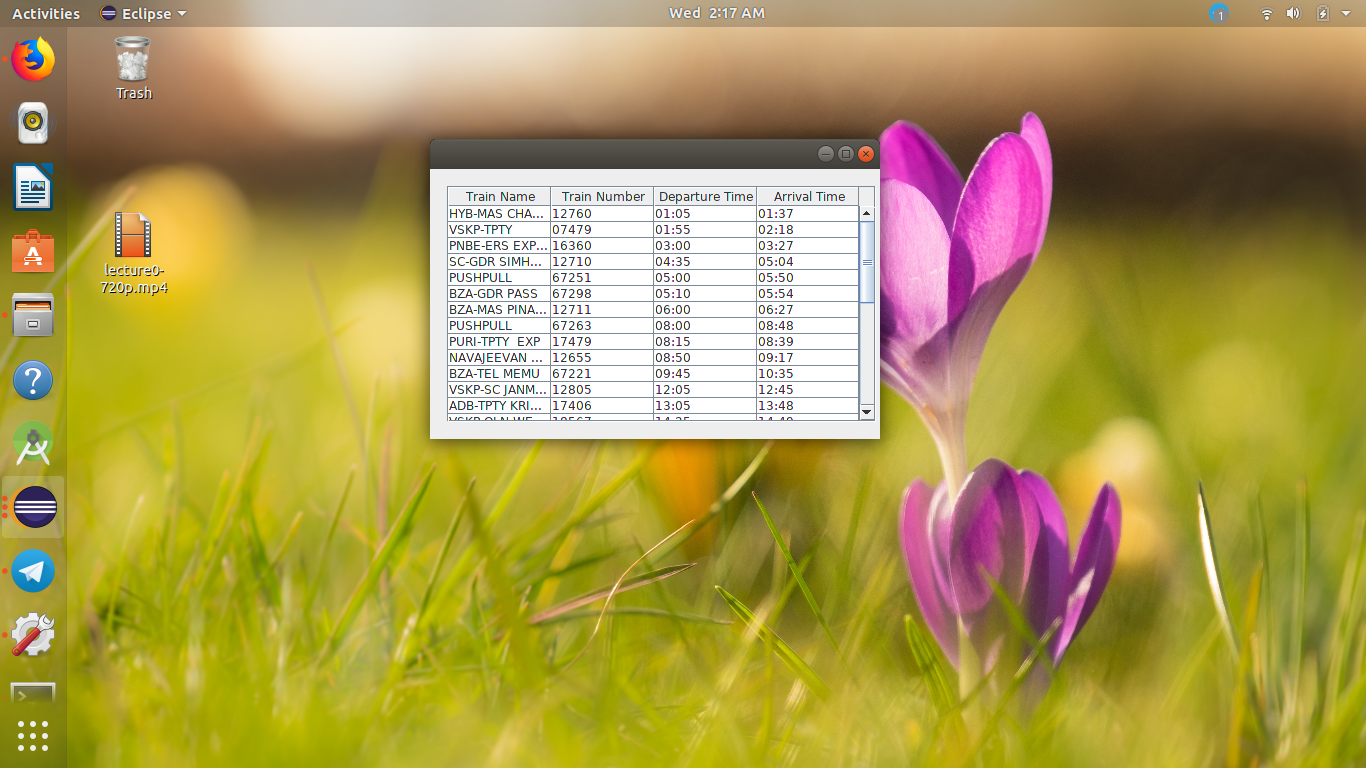 Activities Eclipse Wed 2:17 AM 1
Trash
lecture0-
720p.mp4
Train Name Train Number Departure Time Arrival Time
HYB-MAS CHA... 12760 01:05 01:37
VSKP-TPTY 07479 01:55 02:18
PNBE-ERS EXP... 16360 03:00 03:27
SC-GDR SIMH... 12710 04:35 05:04
PUSHPULL 67251 05:00 05:50
BZA-GDR PASS 67298 05:10 05:54
BZA-MAS PINA... 12711 06:00 06:27
PUSHPULL 67263 08:00 08:48
PURI-TPTY EXP 17479 08:15 08:39
NAVAJEEVAN ... 12655 08:50 09:17
BZA-TEL MEMU 67221 09:45 10:35
VSKP-SC JANM... 12805 12:05 12:45
ADB-TPTY KRI... 17406 13:05 13:48